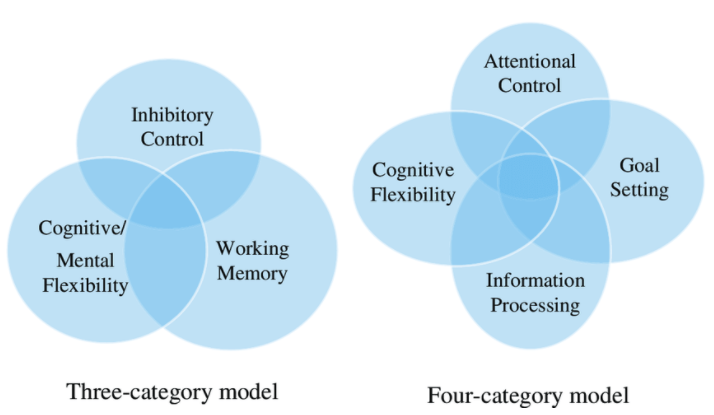 Inhibitory
Control
Cognitive/
Mental
Flexibility
Working
Memory
Three-category model
Attentional
Control
Cognitive
Flexibility
Goal
Setting
Information
Processing
Four-category model